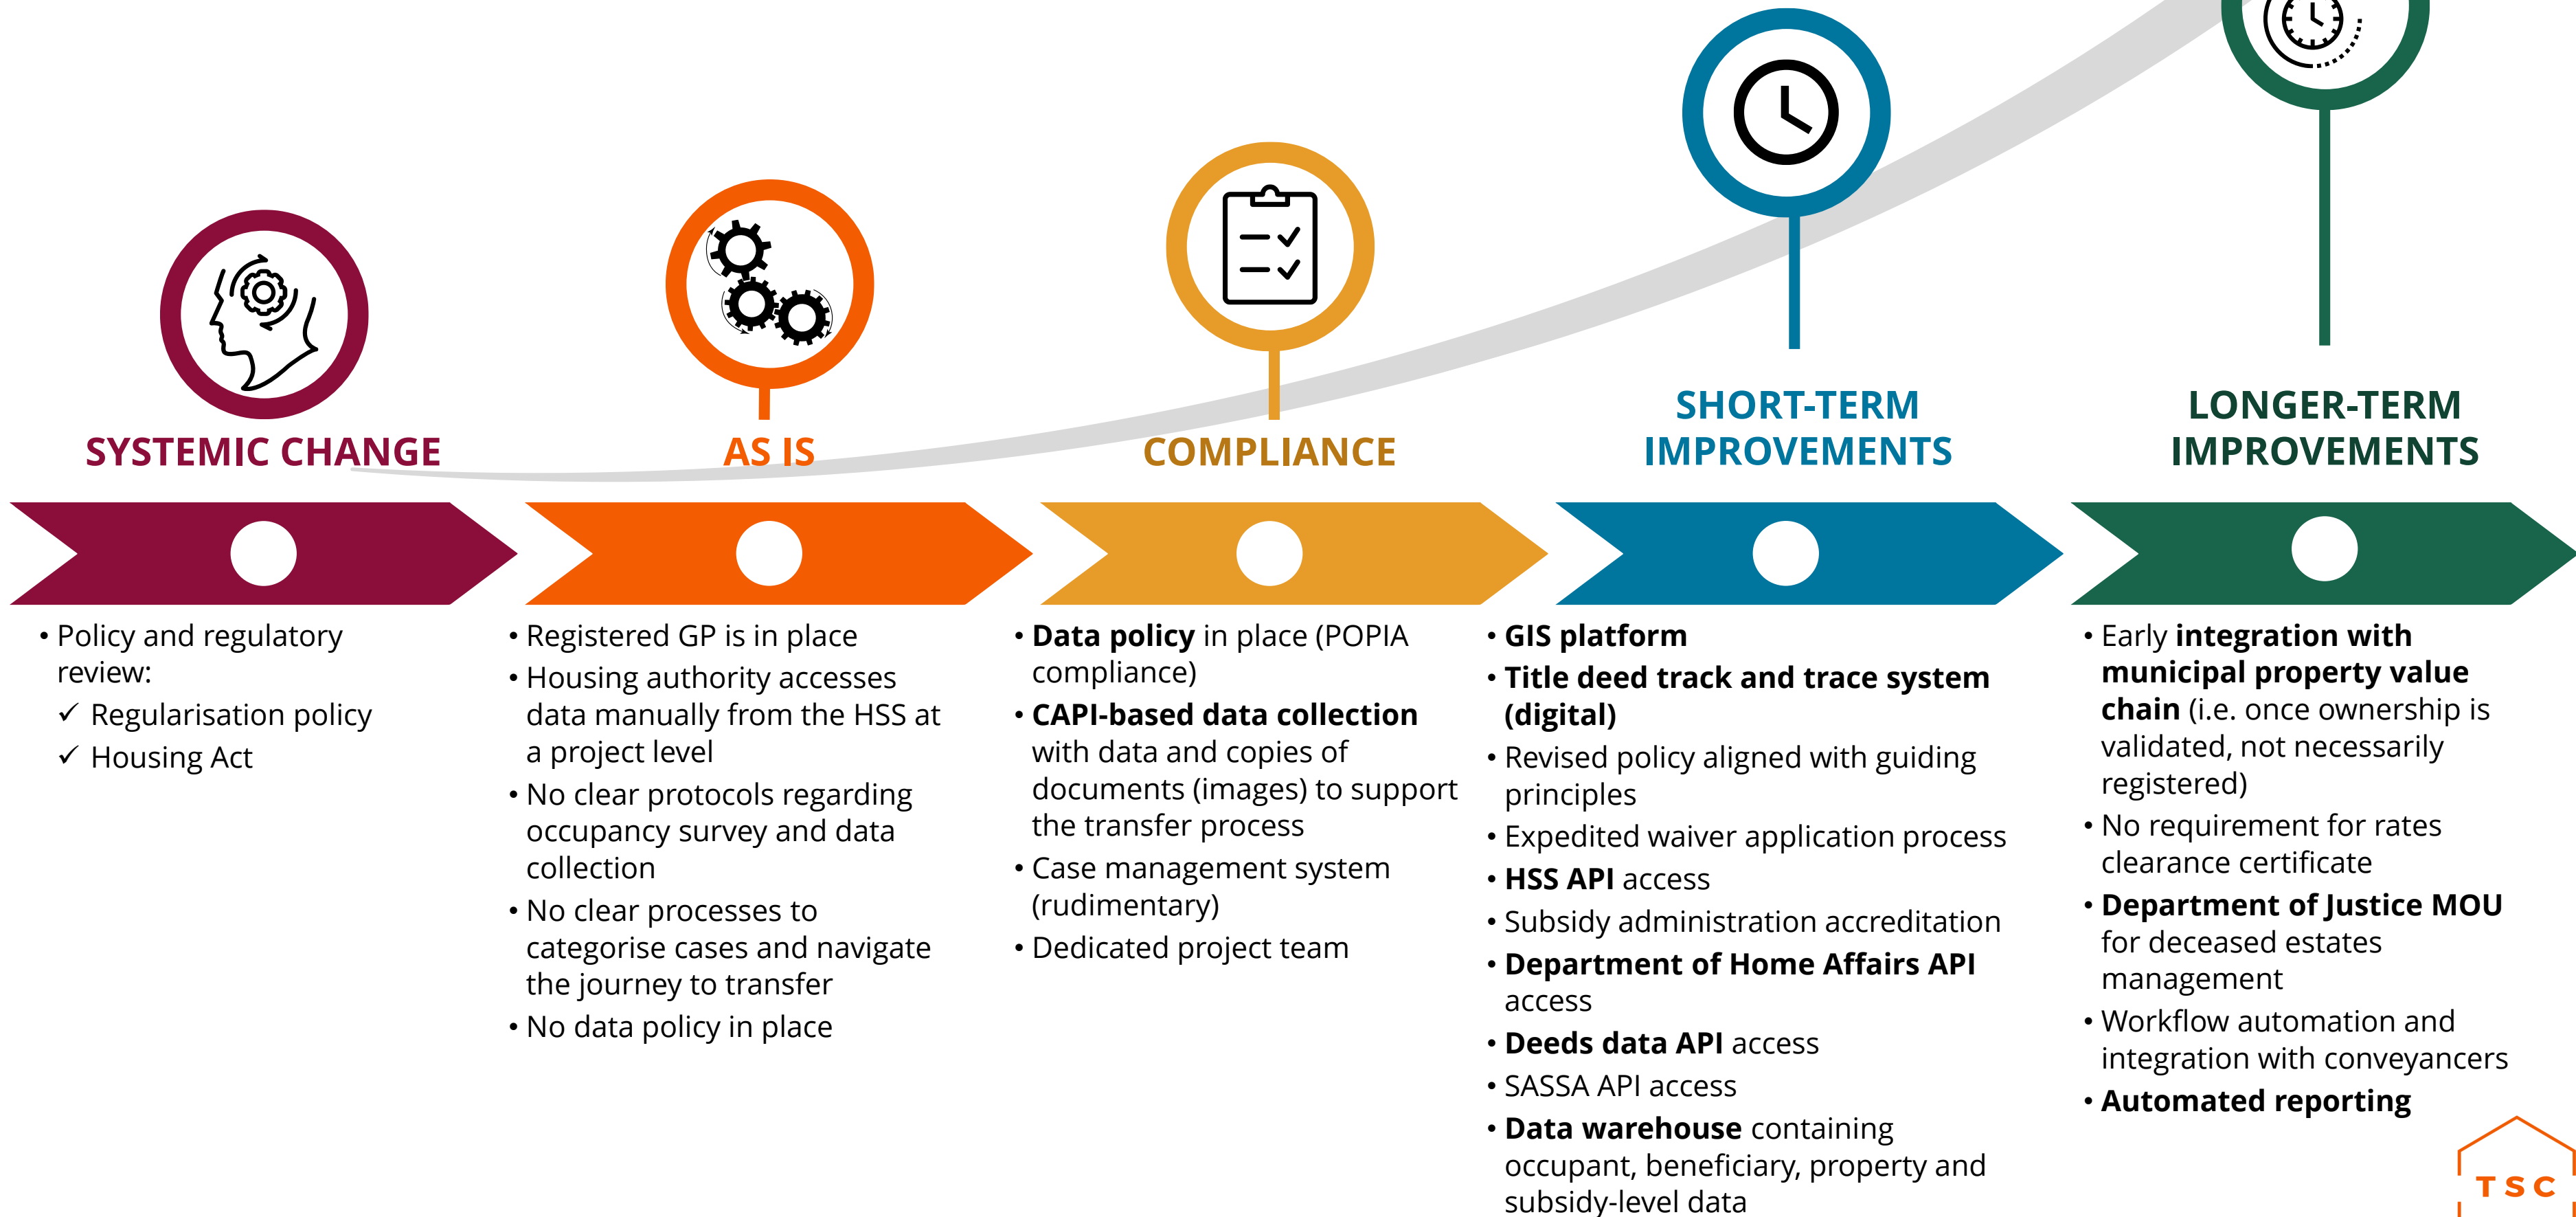 SYSTEMIC CHANGE
• Policy and regulatory
review:
✓ Regularisation policy
✓ Housing Act
AS IS
• Registered GP is in place
• Housing authority accesses
data manually from the HSS at
a project level
• No clear protocols regarding
occupancy survey and data
collection
• No clear processes to
categorise cases and navigate
the journey to transfer
• No data policy in place
COMPLIANCE
• Data policy in place (POPIA
compliance)
• CAPI-based data collection
with data and copies of
documents (images) to support
the transfer process
• Case management system
(rudimentary)
• Dedicated project team
SHORT-TERM
IMPROVEMENTS
• GIS platform
• Title deed track and trace system
(digital)
• Revised policy aligned with guiding
principles
• Expedited waiver application process
• HSS API access
• Subsidy administration accreditation
• Department of Home Affairs API
access
• Deeds data API access
• SASSA API access
• Data warehouse containing
occupant, beneficiary, property and
subsidy-level data
LONGER-TERM
IMPROVEMENTS
• Early integration with
municipal property value
chain (i.e. once ownership is
validated, not necessarily
registered)
• No requirement for rates
clearance certificate
• Department of Justice MOU
for deceased estates
management
• Workflow automation and
integration with conveyancers
• Automated reporting
TSC